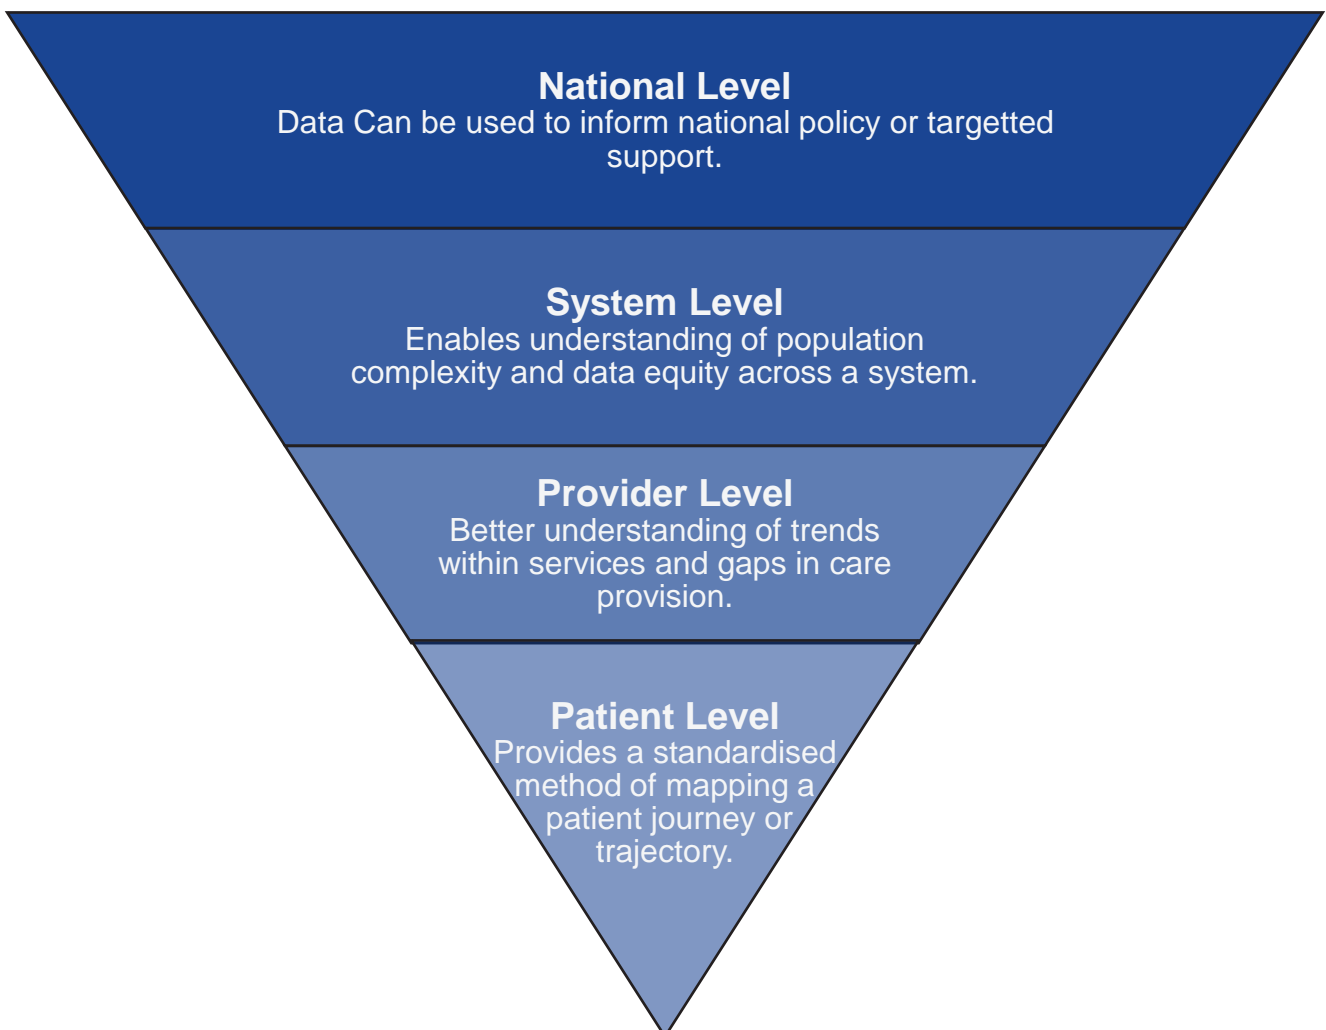 National Level
Data Can be used to inform national policy or targetted
support.
System Level
Enables understanding of population
complexity and data equity across a system.
Provider Level
Better understanding of trends
within services and gaps in care
provision.
Patient Level
Provides a standardised
method of mapping a
patient journey or
trajectory.